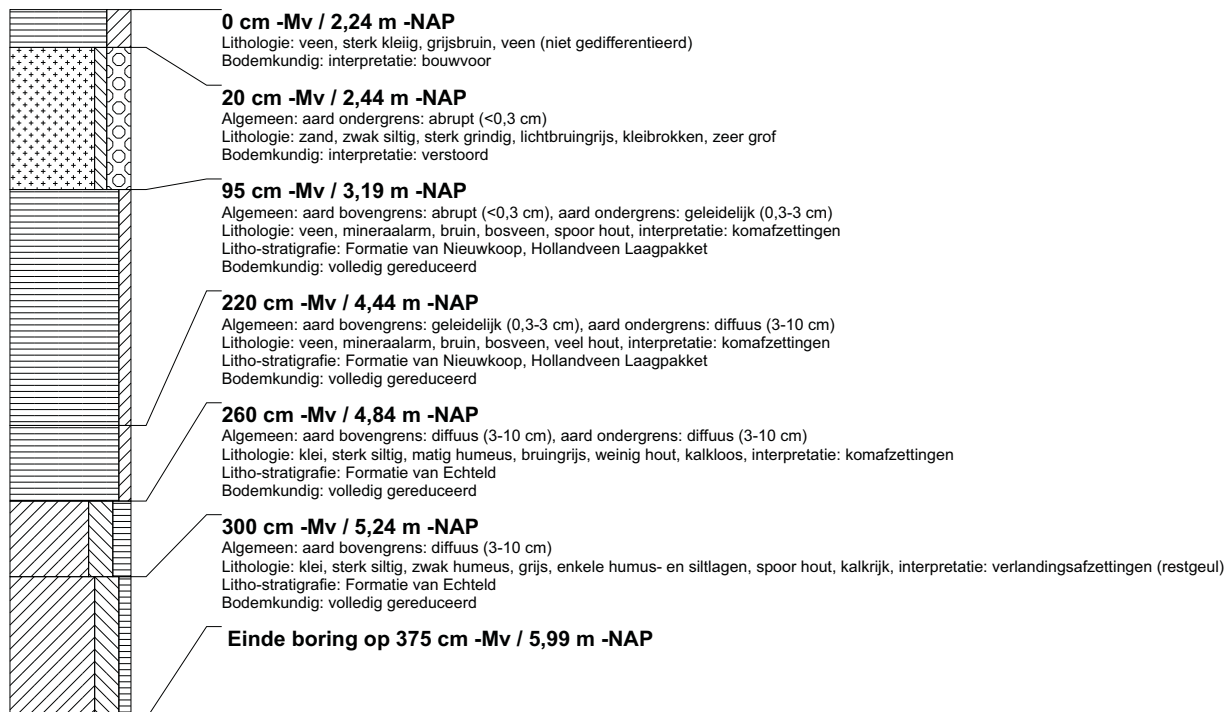 0 cm -Mv / 2,24 m -NAP
Lithologie: veen, sterk kleiig, grijsbruin, veen (niet gedifferentieerd)
Bodemkundig: interpretatie: bouwvoor
20 cm -Mv / 2,44 m -NAP
Algemeen: aard ondergrens: abrupt (<0,3 cm)
Lithologie: zand, zwak siltig, sterk grindig, lichtbruingrijs, kleibrokken, zeer grof
Bodemkundig: interpretatie: verstoord
95 cm -Mv / 3,19 m -NAP
Algemeen: aard bovengrens: abrupt (<0,3 cm), aard ondergrens: geleidelijk (0,3-3 cm)
Lithologie: veen, mineraalarm, bruin, bosveen, spoor hout, interpretatie: komafzettingen
Litho-stratigrafie: Formatie van Nieuwkoop, Hollandveen Laagpakket
Bodemkundig: volledig gereduceerd
220 cm -Mv / 4,44 m -NAP
Algemeen: aard bovengrens: geleidelijk (0,3-3 cm), aard ondergrens: diffuus (3-10 cm)
Lithologie: veen, mineraalarm, bruin, bosveen, veel hout, interpretatie: komafzettingen
Litho-stratigrafie: Formatie van Nieuwkoop, Hollandveen Laagpakket
Bodemkundig: volledig gereduceerd
260 cm -Mv / 4,84 m -NAP
Algemeen: aard bovengrens: diffuus (3-10 cm), aard ondergrens: diffuus (3-10 cm)
Lithologie: klei, sterk siltig, matig humeus, bruingrijs, weinig hout, kalkloos, interpretatie: komafzettingen
Litho-stratigrafie: Formatie van Echteld
Bodemkundig: volledig gereduceerd
300 cm -Mv / 5,24 m -NAP
Algemeen: aard bovengrens: diffuus (3-10 cm)
Lithologie: klei, sterk siltig, zwak humeus, grijs, enkele humus- en siltlagen, spoor hout, kalkrijk, interpretatie: verlandingsafzettingen (restgeul)
Litho-stratigrafie: Formatie van Echteld
Bodemkundig: volledig gereduceerd
Einde boring op 375 cm -Mv / 5,99 m -NAP